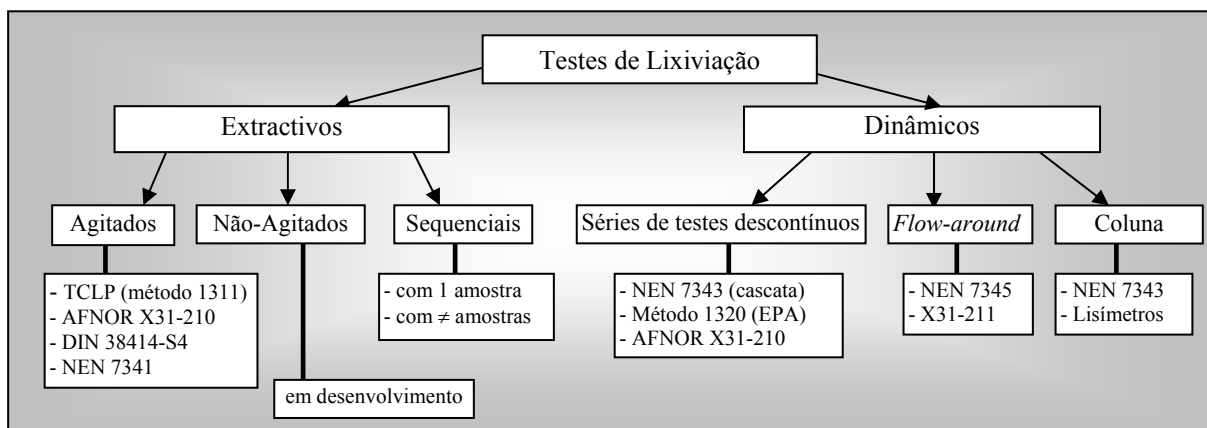 Testes de Lixiviação
Extractivos
Dinâmicos
Agitados
Não-Agitados
Sequenciais
Séries de testes descontínuos
Flow-around
Coluna
- TCLP (método 1311)
- AFNOR X31-210
- DIN 38414-S4
- NEN 7341
em desenvolvimento
- com 1 amostra
- com ≠ amostras
- NEN 7343 (cascata)
- Método 1320 (EPA)
- AFNOR X31-210
- NEN 7345
- X31-211
- NEN 7343
- Lisímetros